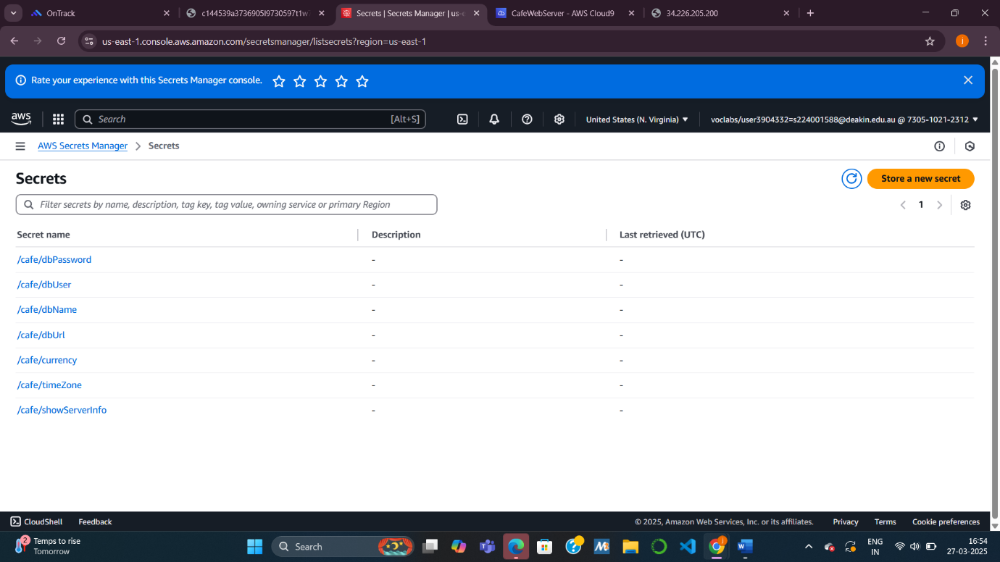 OnTrack
c144539a3736905l9730597t1w7
Secrets | Secrets Manager | us-e
CafeWebServer - AWS Cloud9
34.226.205.200
us-east-1.console.aws.amazon.com/secretsmanager/listsecrets?region=us-east-1
j
Rate your experience with this Secrets Manager console.
aws
Search
[Alt+S]
United States (N. Virginia)
voclabs/user3904332=s224001588@deakin.edu.au @ 7305-1021-2312
AWS Secrets Manager
Secrets
Secrets
Store a new secret
Filter secrets by name, description, tag key, tag value, owning service or primary Region
1
Secret name Description Last retrieved (UTC)
/cafe/dbPassword - -
/cafe/dbUser - -
/cafe/dbName - -
/cafe/dbUrl - -
/cafe/currency - -
/cafe/timeZone - -
/cafe/showServerInfo - -
CloudShell Feedback © 2025, Amazon Web Services, Inc. or its affiliates. Privacy Terms Cookie preferences
2
Temps to rise
Tomorrow
Search
j
ENG
IN
16:54
27-03-2025